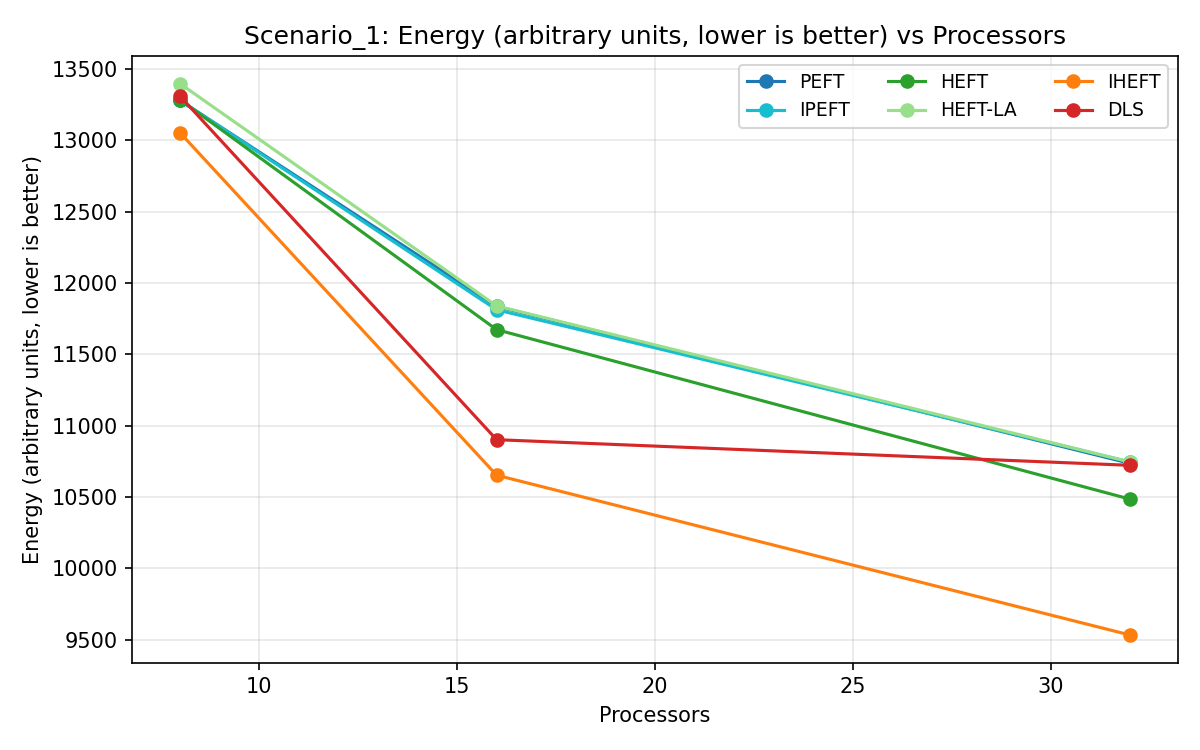 Scenario_1: Energy (arbitrary units, lower is better) vs Processors
Energy (arbitrary units, lower is better)
13500
13000
12500
12000
11500
11000
10500
10000
9500
PEFT
IPEFT
HEFT
HEFT-LA
IHEFT
DLS
10
15
20
25
30
Processors